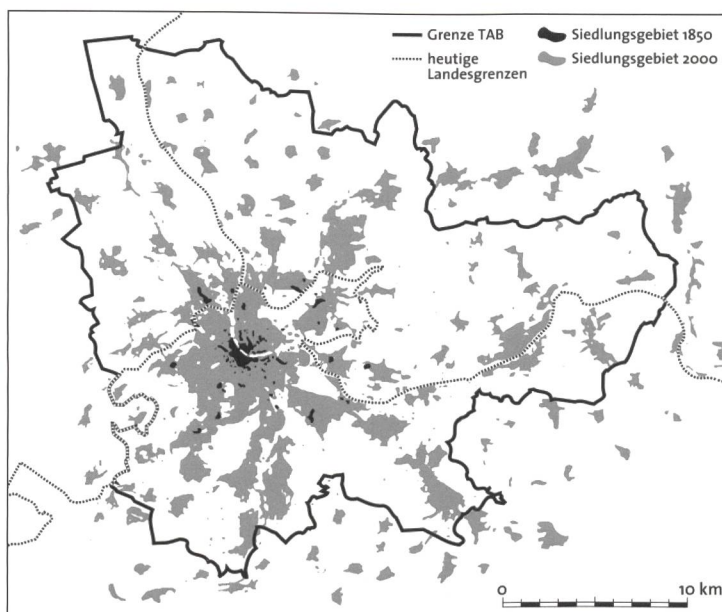 Grenze TAB
heutige
Landesgrenzen
Siedlungsgebiet 1850
Siedlungsgebiet 2000
0 10 km